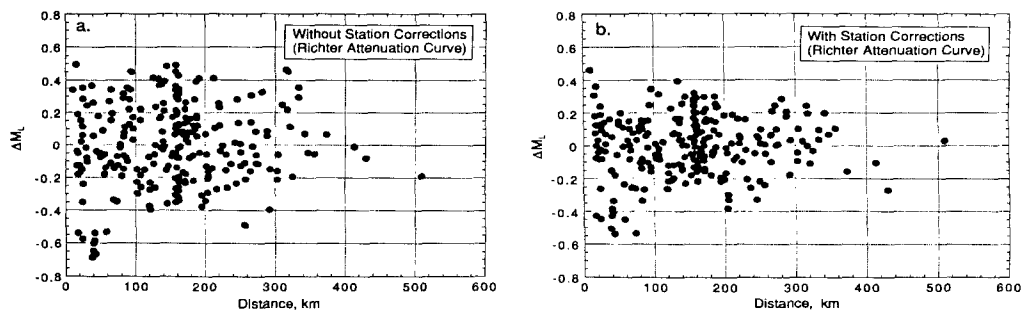 a.
Without Station Corrections
(Richter Attenuation Curve)
ΔML
0.8
0.6
0.4
0.2
0
-0.2
-0.4
-0.6
-0.8
0 100 200 300 400 500 600
Distance, km
b.
With Station Corrections
(Richter Attenuation Curve)
ΔML
0.8
0.6
0.4
0.2
0
-0.2
-0.4
-0.6
-0.8
0 100 200 300 400 500 600
Distance, km